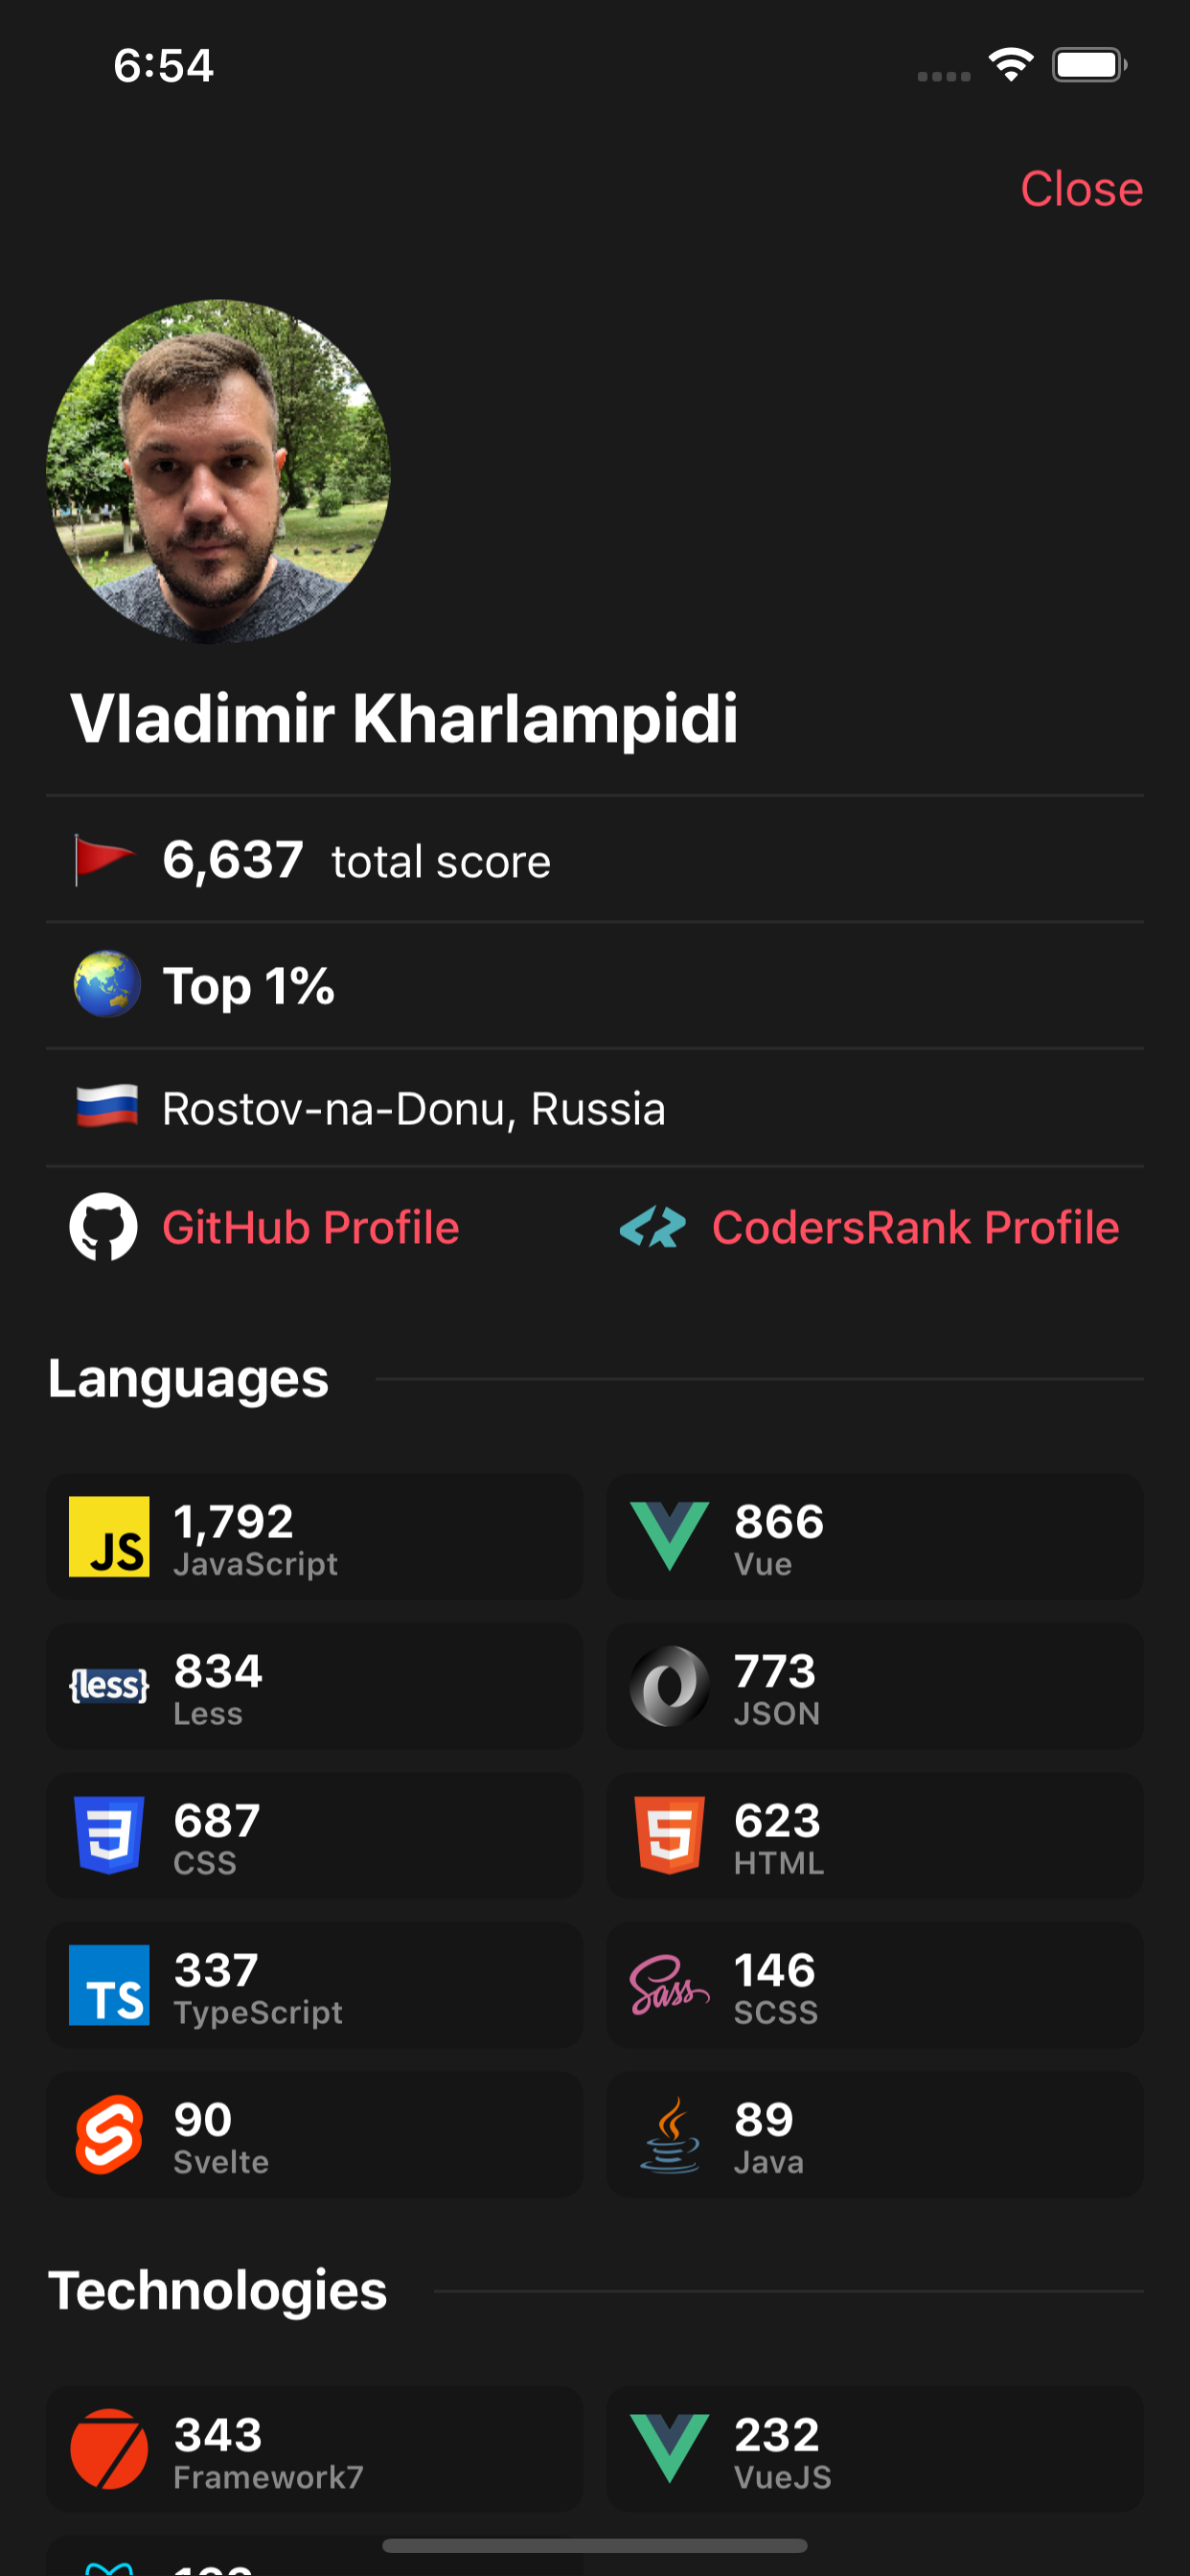 6:54
Close
Vladimir Kharlampidi
6,637 total score
Top 1%
Rostov-na-Donu, Russia
GitHub Profile
CodersRank Profile
Languages
JS
1,792
JavaScript
866
Vue
{less}
834
Less
773
JSON
687
CSS
5
623
HTML
TS
337
TypeScript
Sass
146
SCSS
90
Svelte
89
Java
Technologies
343
Framework7
232
VueJS